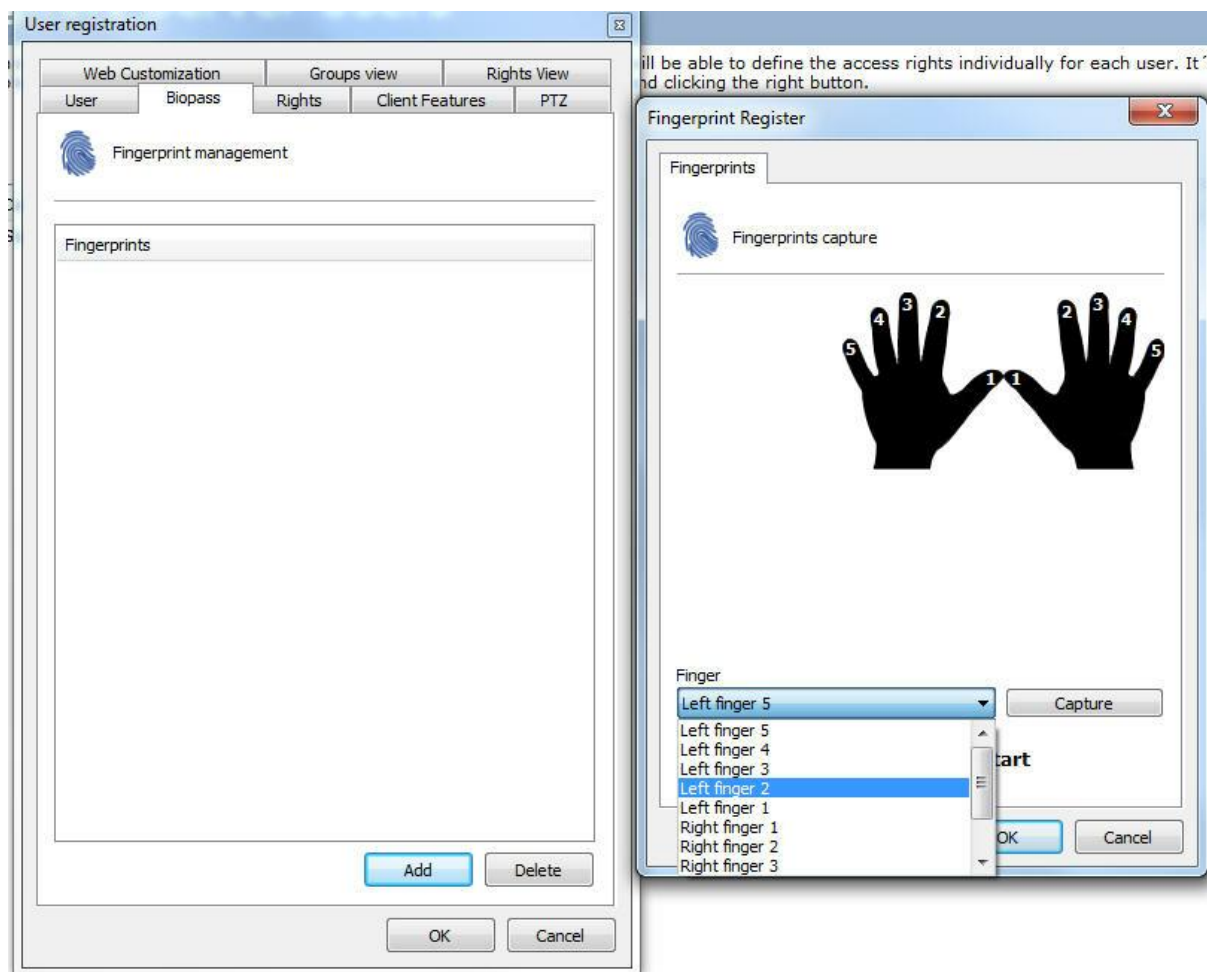 User registration
Web Customization Groups view Rights View
User Biopass Rights Client Features PTZ
Fingerprint management
Fingerprints
Add Delete
OK Cancel
ill be able to define the access rights individually for each user. It
nd clicking the right button.
Fingerprint Register
Fingerprints
Fingerprints capture
3 3
4 2 2 4
5 5
1 1
Finger
Left finger 5 Capture
Left finger 5
Left finger 4
Left finger 3
tart
Left finger 2
Left finger 1
Right finger 1
Right finger 2
OK Cancel
Right finger 3